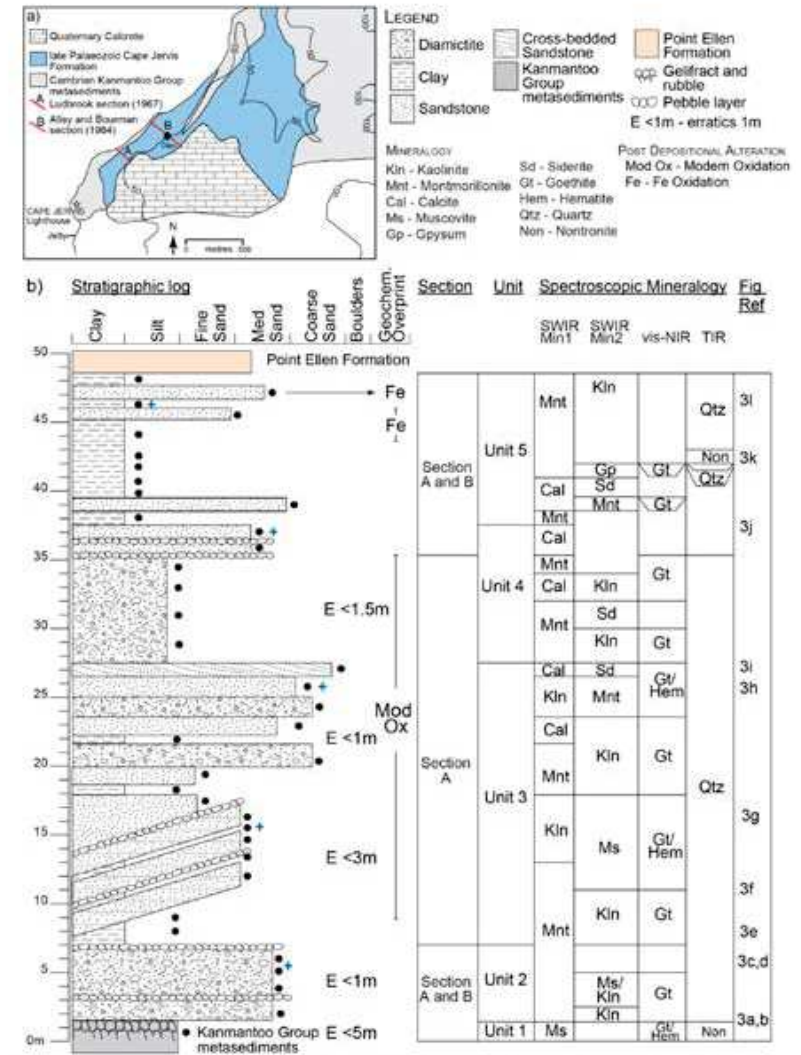 a)
Quaternary Calcrete
late Palaeozoic Cape Jervis
Formation
Cambrian Kanmantoo Group
metasediments
A Ludbrook section (1967)
B Alley and Bourman
section (1984)
B
A
CAPE JERVIS
Lighthouse
Jetty
N
0 metres 500
LEGEND
Diamictite
Clay
Sandstone
Cross-bedded
Sandstone
Kanmantoo
Group
metasediments
Point Ellen
Formation
Gelifract and
rubble
Pebble layer
E <1m - erratics 1m
MINERALOGY
Kln - Kaolinite
Mnt - Montmorillonite
Cal - Calcite
Ms - Muscovite
Gp - Gpysum
Sd - Siderite
Gt - Goethite
Hem - Hematite
Qtz - Quartz
Non - Nontronite
POST DEPOSITIONAL ALTERATION
Mod Ox - Modern Oxidation
Fe - Fe Oxidation
b) Stratigraphic log
Clay
Silt
Fine
Sand
Med
Sand
Coarse
Sand
Boulders
Geochem.
Overprint
Section Unit Spectroscopic Mineralogy Fig
Ref
SWIR
Min1
SWIR
Min2
vis-NIR
TIR
50
45
40
35
30
25
20
15
10
5
0m
Point Ellen Formation
Fe
Fe
E <1.5m
Mod
Ox
E <1m
E <3m
E <1m
E <5m
Kanmantoo Group
metasediments
Section
A and B
Section
A
Section
A and B
Unit 5
Unit 4
Unit 3
Unit 2
Unit 1
Mnt
Cal
Mnt
Cal
Mnt
Cal
Mnt
Cal
Kln
Cal
Mnt
Kln
Mnt
Ms
Kln
Gp
Sd
Mnt
Kln
Sd
Kln
Sd
Mnt
Kln
Ms
Kln
Ms/
Kln
Kln
Gt
Gt
Gt
Gt
Gt/
Hem
Gt
Gt/
Hem
Gt
Gt
Gt/
Hem
Qtz
Non
Qtz
Qtz
Non
3l
3k
3j
3i
3h
3g
3f
3e
3c,d
3a,b